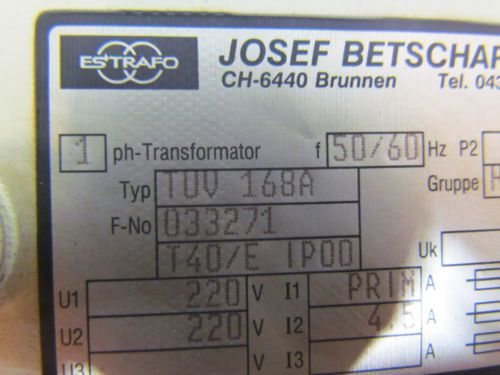 ESTRAFO
JOSEF BETSCHAR
CH-6440 Brunnen Tel. 043
1 ph-Transformator f 50/60 Hz P2
Typ TUV 168A Gruppe
F-No 033271
T40/E IP00 Uk
U1 220 V I1 PRIM A
U2 220 V I2 4.5 A
U3 V I3 A